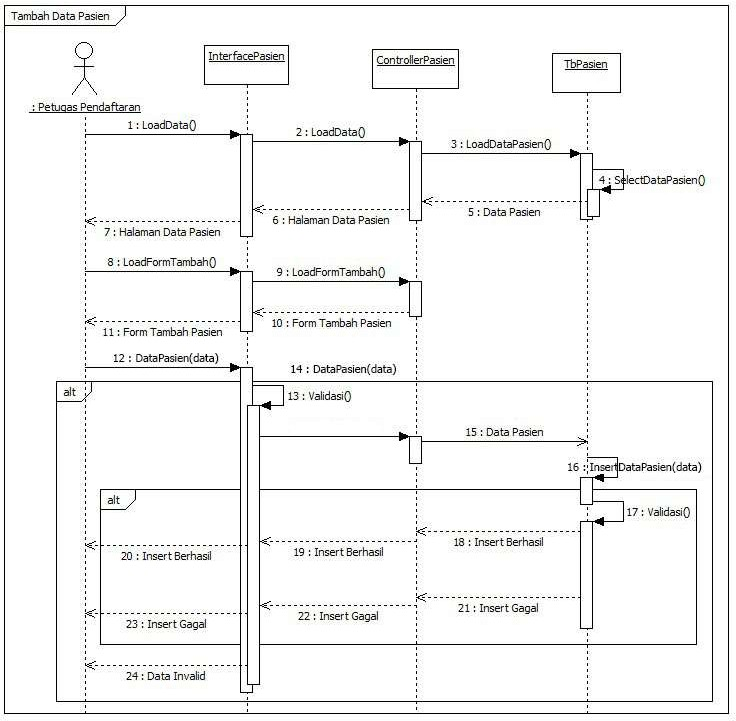 Tambah Data Pasien
: Petugas Pendaftaran
InterfacePasien
ControllerPasien
TbPasien
1 : LoadData()
2 : LoadData()
3 : LoadDataPasien()
4 : SelectDataPasien()
5 : Data Pasien
6 : Halaman Data Pasien
7 : Halaman Data Pasien
8 : LoadFormTambah()
9 : LoadFormTambah()
10 : Form Tambah Pasien
11 : Form Tambah Pasien
12 : DataPasien(data)
14 : DataPasien(data)
alt
13 : Validasi()
15 : Data Pasien
16 : InsertDataPasien(data)
alt
17 : Validasi()
18 : Insert Berhasil
19 : Insert Berhasil
20 : Insert Berhasil
21 : Insert Gagal
22 : Insert Gagal
23 : Insert Gagal
24 : Data Invalid